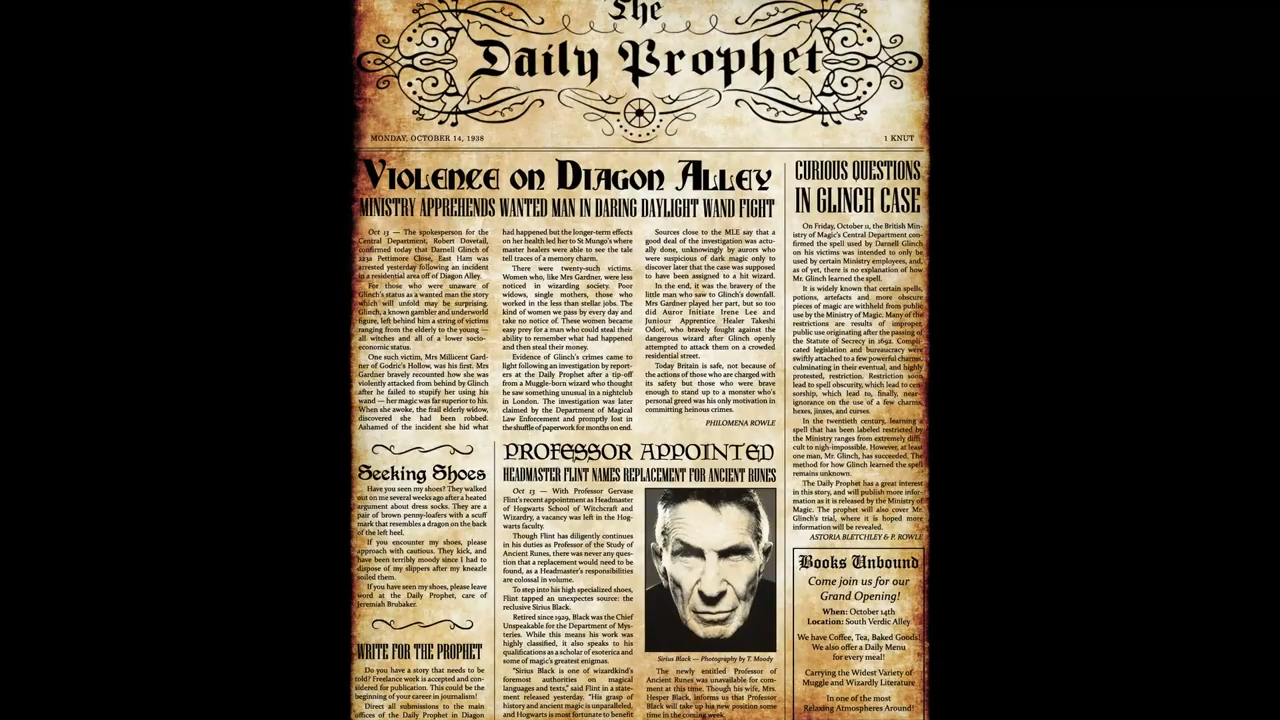 The
Daily Prophet
MONDAY, OCTOBER 14, 1938
1 KNUT
VIOLENCE ON DIAGON ALLEY
MINISTRY APPREHENDS WANTED MAN IN DARING DAYLIGHT WAND FIGHT
Oct 13 — The spokesperson for the
Central Department, Robert Dovetail,
confirmed today that Darnell Glinch of
223a Pettimore Close, East Ham was
arrested yesterday following an incident
in a residential area off of Diagon Alley.
For those who were unaware of
Glinch's status as a wanted man the story
which will unfold may be surprising.
Glinch, a known gambler and underworld
figure, left behind him a string of victims
ranging from the elderly to the young —
all witches and all of a lower socio-
economic status.
One such victim, Mrs Millicent Gard-
ner of Godric's Hollow, was his first. Mrs
Gardner bravely recounted how she was
violently attacked from behind by Glinch
after he failed to stupify her using his
wand — her magic was far superior to his.
When she awoke, the frail elderly widow,
discovered she had been robbed.
Ashamed of the incident she hid what
had happened but the longer-term effects
on her health led her to St Mungo's where
master healers were able to see the tale
tell traces of a memory charm.
There were twenty-such victims.
Women who, like Mrs Gardner, were less
noticed in wizarding society. Poor
widows, single mothers, those who
worked in the less than stellar jobs. The
kind of women we pass by every day and
take no notice of. These women became
easy prey for a man who could steal their
ability to remember what had happened
and then steal their money.
Evidence of Glinch's crimes came to
light following an investigation by report-
ers at the Daily Prophet after a tip-off
from a Muggle-born wizard who thought
he saw something unusual in a nightclub
in London. The investigation was later
claimed by the Department of Magical
Law Enforcement and promptly lost in
the shuffle of paperwork for months on end.
Sources close to the MLE say that a
good deal of the investigation was actu-
ally done, unknowingly by aurors who
were suspicious of dark magic only to
discover later that the case was supposed
to have been assigned to a hit wizard.
In the end, it was the bravery of the
little man who saw to Glinch's downfall.
Mrs Gardner played her part, but so too
did Auror Initiate Irene Lee and
Juniour Apprentice Healer Takeshi
Odori, who bravely fought against the
dangerous wizard after Glinch openly
attempted to attack them on a crowded
residential street.
Today Britain is safe, not because of
the actions of those who are charged with
its safety but those who were brave
enough to stand up to a monster who's
personal greed was his only motivation in
committing heinous crimes.
PHILOMENA ROWLE
CURIOUS QUESTIONS
IN GLINCH CASE
On Friday, October 11, the British Min-
istry of Magic's Central Department con-
firmed the spell used by Darnell Glinch
on his victims was intended to only be
used by certain Ministry employees, and,
as of yet, there is no explanation of how
Mr. Glinch learned the spell.
It is widely known that certain spells,
potions, artefacts and more obscure
pieces of magic are withheld from public
use by the Ministry of Magic. Many of the
restrictions are results of improper,
public use originating after the passing of
the Statute of Secrecy in 1692. Compli-
cated legislation and bureaucracy were
swiftly attached to a few powerful charms,
culminating in their eventual, and highly
protested, restriction. Restriction soon
lead to spell obscurity, which lead to cen-
sorship, which lead to, finally, near-
ignorance on the use of a few charms,
hexes, jinxes, and curses.
In the twentieth century, learning a
spell that has been labeled restricted by
the Ministry ranges from extremely diffi-
cult to nigh-impossible. However, at least
one man, Mr. Glinch, has succeeded. The
method for how Glinch learned the spell
remains unknown.
The Daily Prophet has a great interest
in this story, and will publish more infor-
mation as it is released by the Ministry of
Magic. The prophet will also cover Mr.
Glinch's trial, where it is hoped more
information will be revealed.
ASTORIA BLETCHLEY & P. ROWLE
Seeking Shoes
Have you seen my shoes? They walked
out on me several weeks ago after a heated
argument about dress socks. They are a
pair of brown penny-loafers with a scuff
mark that resembles a dragon on the back
of the left heel.
If you encounter my shoes, please
approach with cautious. They kick, and
have been terribly moody since I had to
dispose of my slippers after my kneazle
soiled them.
If you have seen my shoes, please leave
word at the Daily Prophet, care of
Jeremiah Brubaker.
WRITE FOR THE PROPHET
Do you have a story that needs to be
told? Freelance work is accepted and con-
sidered for publication. This could be the
beginning of your career in journalism!
Direct all submissions to the main
offices of the Daily Prophet in Diagon
PROFESSOR APPOINTED
HEADMASTER FLINT NAMES REPLACEMENT FOR ANCIENT RUNES
Oct 13 — With Professor Gervase
Flint's recent appointment as Headmaster
of Hogwarts School of Witchcraft and
Wizardry, a vacancy was left in the Hog-
warts faculty.
Though Flint has diligently continues
in his duties as Professor of the Study of
Ancient Runes, there was never any ques-
tion that a replacement would need to be
found, as a Headmaster's responsibilities
are colossal in volume.
To step into his high specialized shoes,
Flint tapped an unexpectes source: the
reclusive Sirius Black.
Retired since 1929, Black was the Chief
Unspeakable for the Department of Mys-
teries. While this means his work was
highly classified, it also speaks to his
qualifications as a scholar of esoterica and
some of magic's greatest enigmas.
"Sirius Black is one of wizardkind's
foremost authorities on magical
languages and texts," said Flint in a state-
ment released yesterday. "His grasp of
history and ancient magic is unparalleled,
and Hogwarts is most fortunate to benefit
Sirius Black — Photography by T. Moody
The newly entitled Professor of
Ancient Runes was unavailable for com-
ment at this time. Though his wife, Mrs.
Hesper Black, informs us that Professor
Black will take up his new position some
time in the coming week.
Books Unbound
Come join us for our
Grand Opening!
When: October 14th
Location: South Verdic Alley
We have Coffee, Tea, Baked Goods!
We also offer a Daily Menu
for every meal!
Carrying the Widest Variety of
Muggle and Wizardly Literature
In one of the most
Relaxing Atmospheres Around!